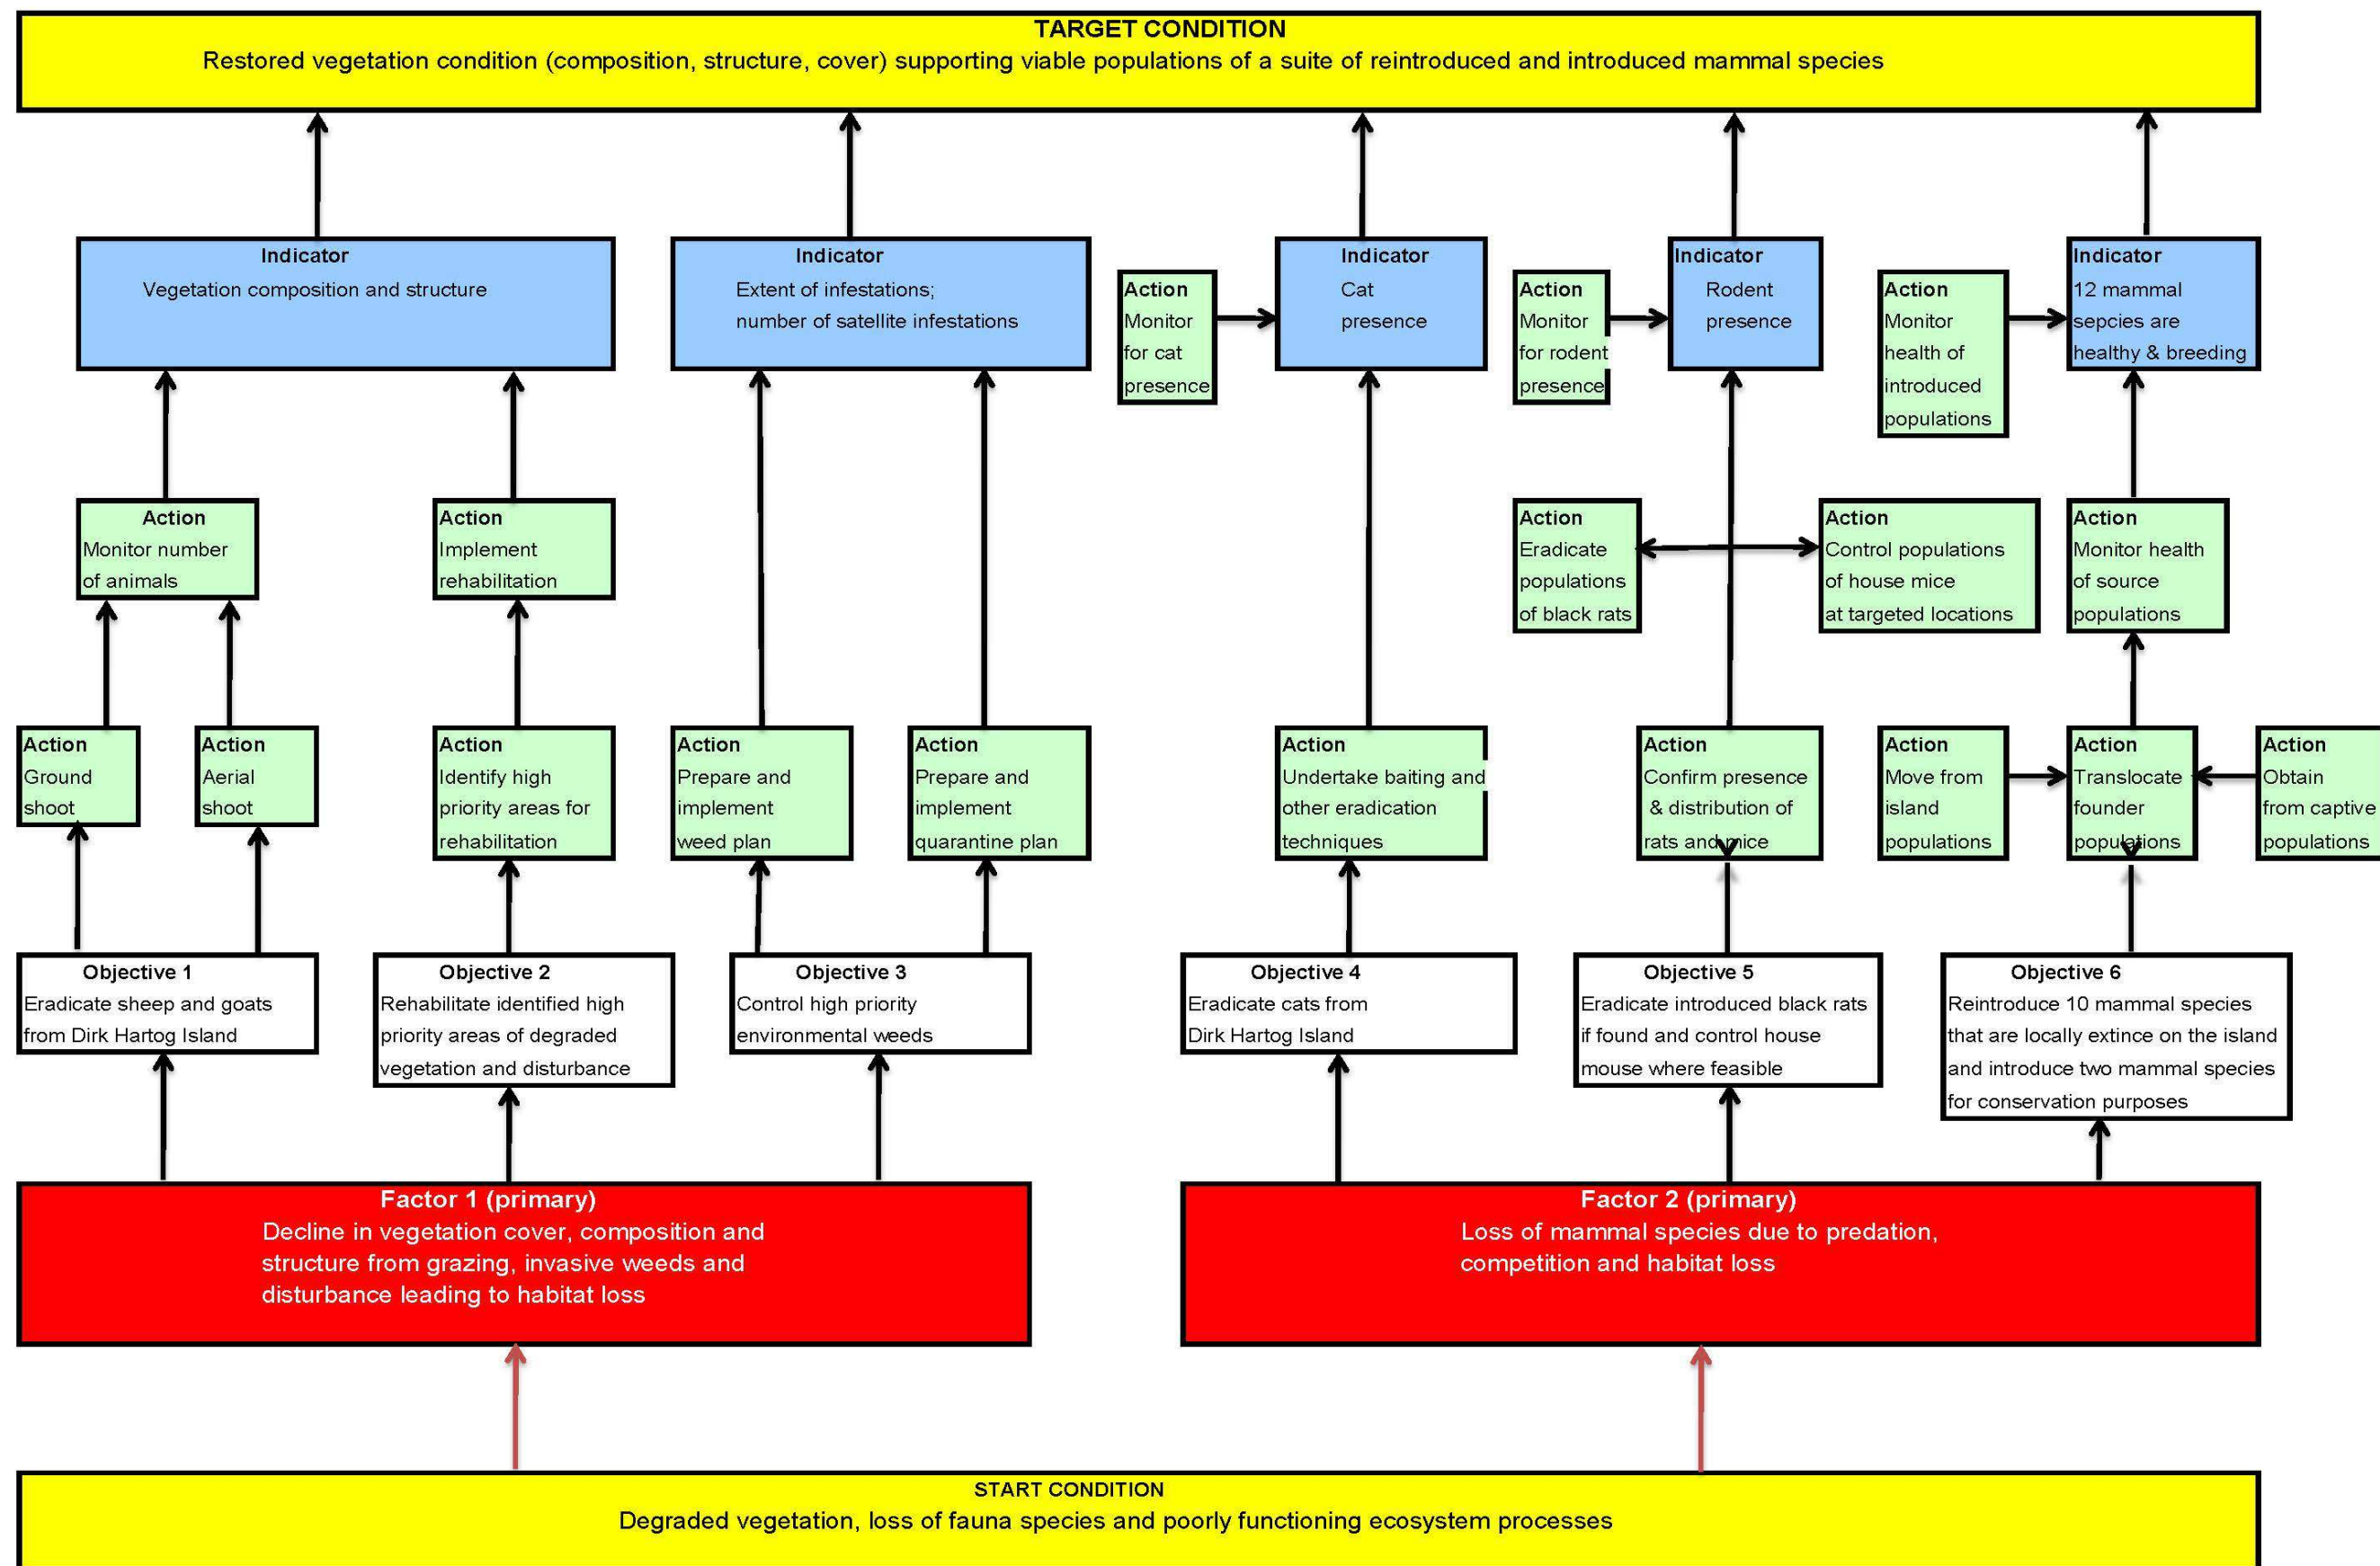 TARGET CONDITION
Restored vegetation condition (composition, structure, cover) supporting viable populations of a suite of reintroduced and introduced mammal species
Indicator
Vegetation composition and structure
Indicator
Extent of infestations;
number of satellite infestations
Action
Monitor
for cat
presence
Indicator
Cat
presence
Action
Monitor
for rodent
presence
Indicator
Rodent
presence
Action
Monitor
health of
introduced
populations
Indicator
12 mammal
sepcies are
healthy & breeding
Action
Monitor number
of animals
Action
Implement
rehabilitation
Action
Eradicate
populations
of black rats
Action
Control populations
of house mice
at targeted locations
Action
Monitor health
of source
populations
Action
Ground
shoot
Action
Aerial
shoot
Action
Identify high
priority areas for
rehabilitation
Action
Prepare and
implement
weed plan
Action
Prepare and
implement
quarantine plan
Action
Undertake baiting and
other eradication
techniques
Action
Confirm presence
& distribution of
rats and mice
Action
Move from
island
populations
Action
Translocate
founder
populations
Action
Obtain
from captive
populations
Objective 1
Eradicate sheep and goats
from Dirk Hartog Island
Objective 2
Rehabilitate identified high
priority areas of degraded
vegetation and disturbance
Objective 3
Control high priority
environmental weeds
Objective 4
Eradicate cats from
Dirk Hartog Island
Objective 5
Eradicate introduced black rats
if found and control house
mouse where feasible
Objective 6
Reintroduce 10 mammal species
that are locally extince on the island
and introduce two mammal species
for conservation purposes
Factor 1 (primary)
Decline in vegetation cover, composition and
structure from grazing, invasive weeds and
disturbance leading to habitat loss
Factor 2 (primary)
Loss of mammal species due to predation,
competition and habitat loss
START CONDITION
Degraded vegetation, loss of fauna species and poorly functioning ecosystem processes